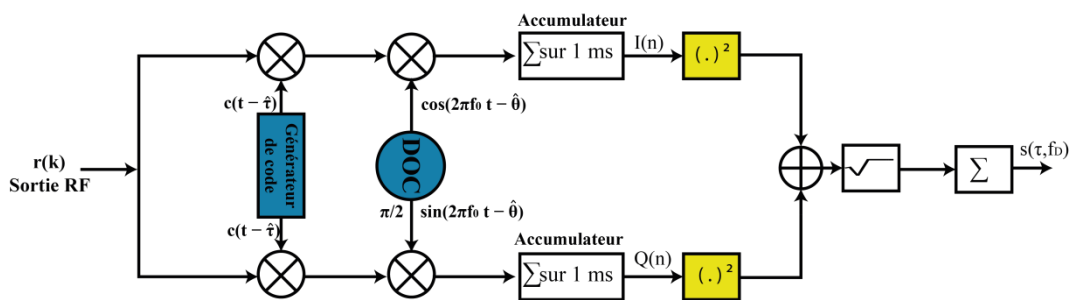 Accumulateur
∑sur 1 ms
I(n)
(.)²
c(t − τ̂)
cos(2πf₀ t − θ̂)
r(k)
Sortie RF
Générateur
de code
DOC
√
∑
s(τ,f_D)
π/2
sin(2πf₀ t − θ̂)
c(t − τ̂)
Accumulateur
∑sur 1 ms
Q(n)
(.)²